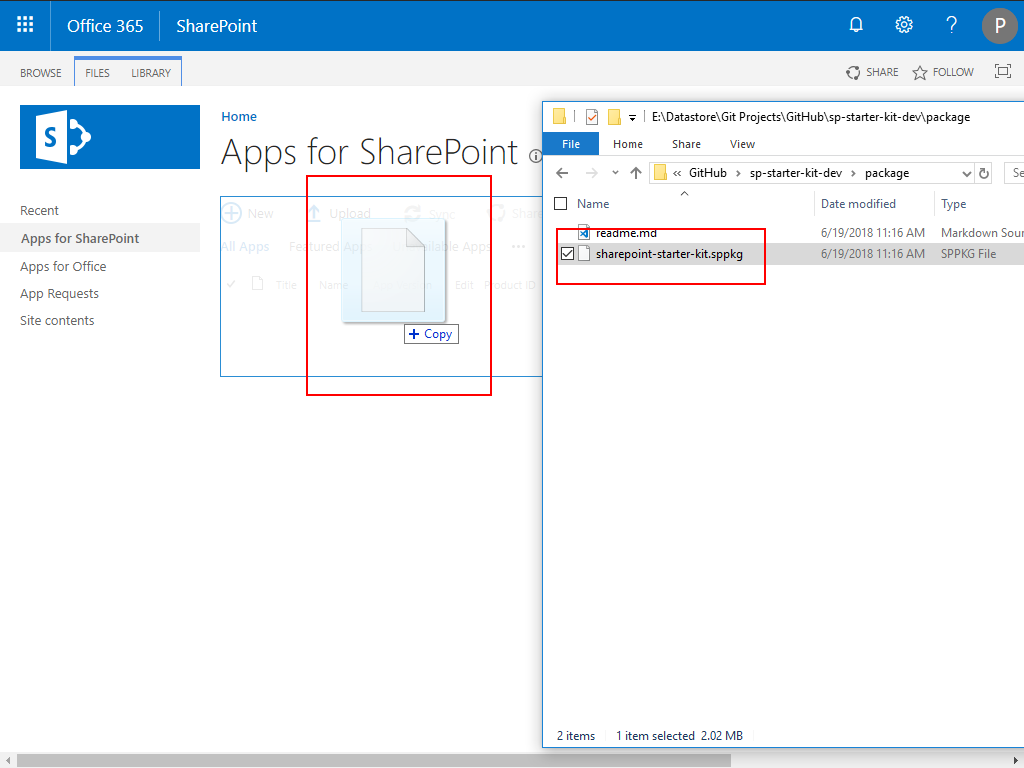 Office 365 SharePoint ? P
BROWSE FILES LIBRARY SHARE FOLLOW
S
Home
Apps for SharePoint
Recent
Apps for SharePoint
Apps for Office
App Requests
Site contents
New Upload Sync Share
All Apps Featured Apps Available Apps ...
Title Name Edit Product ID
Copy
E:\Datastore\Git Projects\GitHub\sp-starter-kit-dev\package
File Home Share View
« GitHub › sp-starter-kit-dev › package Se
Name Date modified Type
readme.md 6/19/2018 11:16 AM Markdown Sour
sharepoint-starter-kit.sppkg 6/19/2018 11:16 AM SPPKG File
2 items 1 item selected 2.02 MB